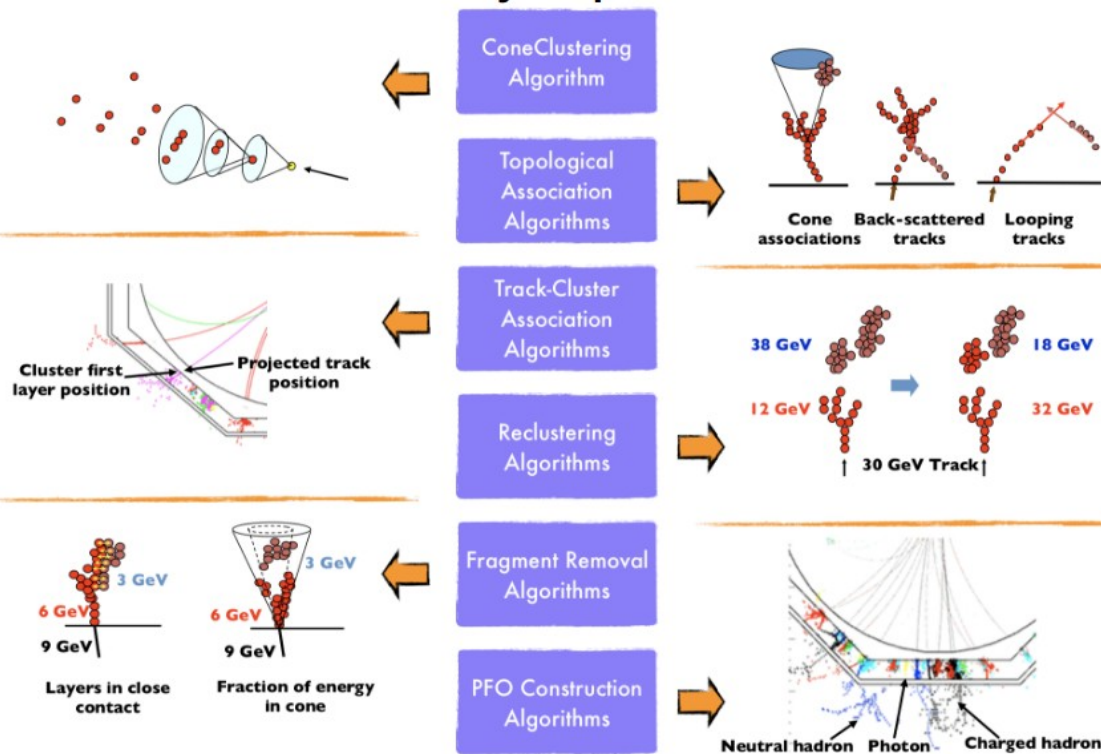 ConeClustering
Algorithm
Topological
Association
Algorithms
Cone
associations
Back-scattered
tracks
Looping
tracks
Track-Cluster
Association
Algorithms
Cluster first
layer position
Projected track
position
Reclustering
Algorithms
38 GeV
18 GeV
12 GeV
32 GeV
30 GeV Track
Fragment Removal
Algorithms
3 GeV
6 GeV
9 GeV
Layers in close
contact
3 GeV
6 GeV
9 GeV
Fraction of energy
in cone
PFO Construction
Algorithms
Neutral hadron
Photon
Charged hadron